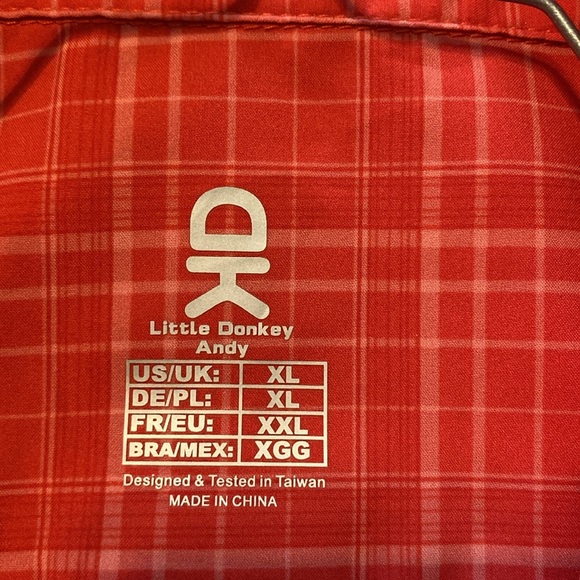 DK
Little Donkey
Andy
US/UK: XL
DE/PL: XL
FR/EU: XXL
BRA/MEX: XGG
Designed & Tested in Taiwan
MADE IN CHINA